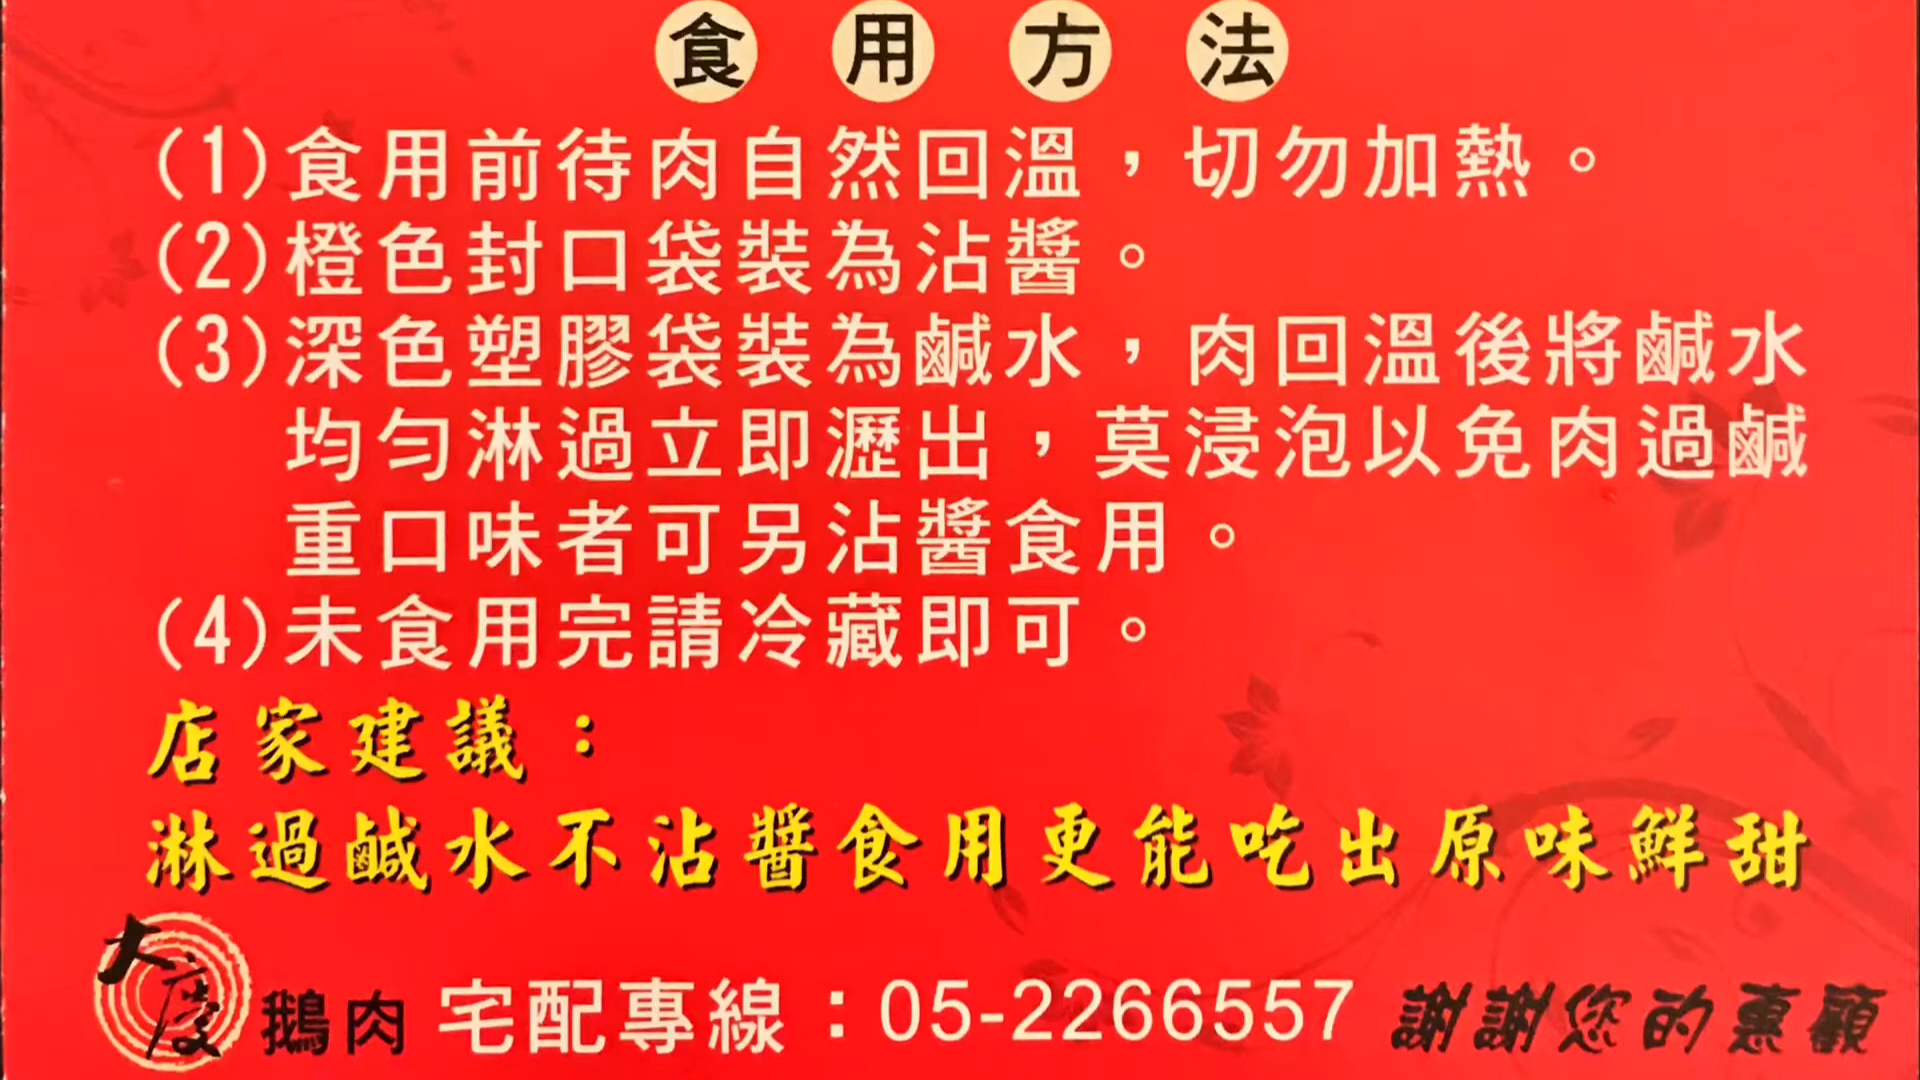 食用方法
(1)食用前待肉自然回溫，切勿加熱。
(2)橙色封口袋裝為沾醬。
(3)深色塑膠袋裝為鹹水，肉回溫後將鹹水
均勻淋過立即瀝出，莫浸泡以免肉過鹹
重口味者可另沾醬食用。
(4)未食用完請冷藏即可。
店家建議：
淋過鹹水不沾醬食用更能吃出原味鮮甜
大慶鵝肉 宅配專線：05-2266557 謝謝您的惠顧